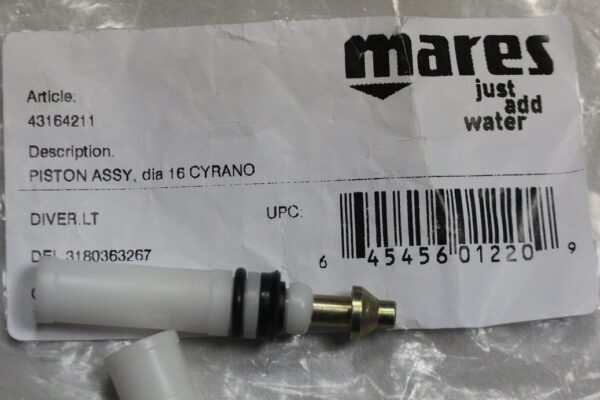 mares
just
add
water
Article:
43164211
Description.
PISTON ASSY, dia 16 CYRANO
DIVER.LT
UPC:
3180363267
6 45456 01220 9